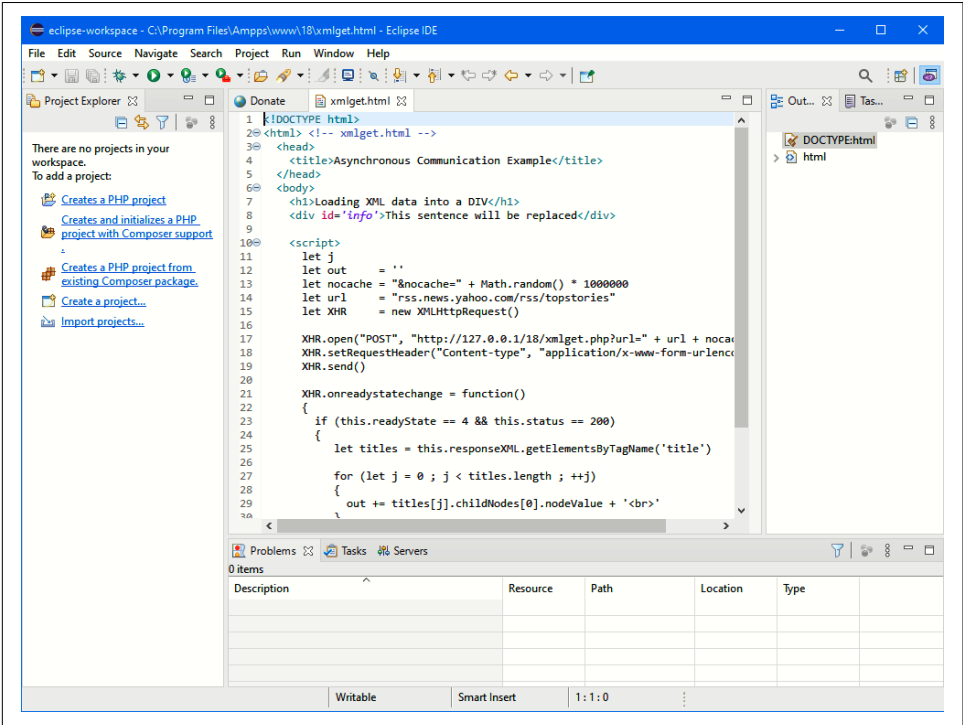 eclipse-workspace - C:\Program Files\Ampps\www\18\xmlget.html - Eclipse IDE
File Edit Source Navigate Search Project Run Window Help
Project Explorer
There are no projects in your
workspace.
To add a project:
Creates a PHP project
Creates and initializes a PHP
project with Composer support
.
Creates a PHP project from
existing Composer package.
Create a project...
Import projects...
Donate xmlget.html
1 <!DOCTYPE html>
2 <html> <!-- xmlget.html -->
3 <head>
4 <title>Asynchronous Communication Example</title>
5 </head>
6 <body>
7 <h1>Loading XML data into a DIV</h1>
8 <div id='info'>This sentence will be replaced</div>
9
10 <script>
11 let j
12 let out = ''
13 let nocache = "&nocache=" + Math.random() * 1000000
14 let url = "rss.news.yahoo.com/rss/topstories"
15 let XHR = new XMLHttpRequest()
16
17 XHR.open("POST", "http://127.0.0.1/18/xmlget.php?url=" + url + noca
18 XHR.setRequestHeader("Content-type", "application/x-www-form-urlenc
19 XHR.send()
20
21 XHR.onreadystatechange = function()
22 {
23 if (this.readyState == 4 && this.status == 200)
24 {
25 let titles = this.responseXML.getElementsByTagName('title')
26
27 for (let j = 0 ; j < titles.length ; ++j)
28 {
29 out += titles[j].childNodes[0].nodeValue + '<br>'
30 }
Out... Tas...
DOCTYPE:html
html
Problems Tasks Servers
0 items
Description Resource Path Location Type
Writable Smart Insert 1 : 1 : 0